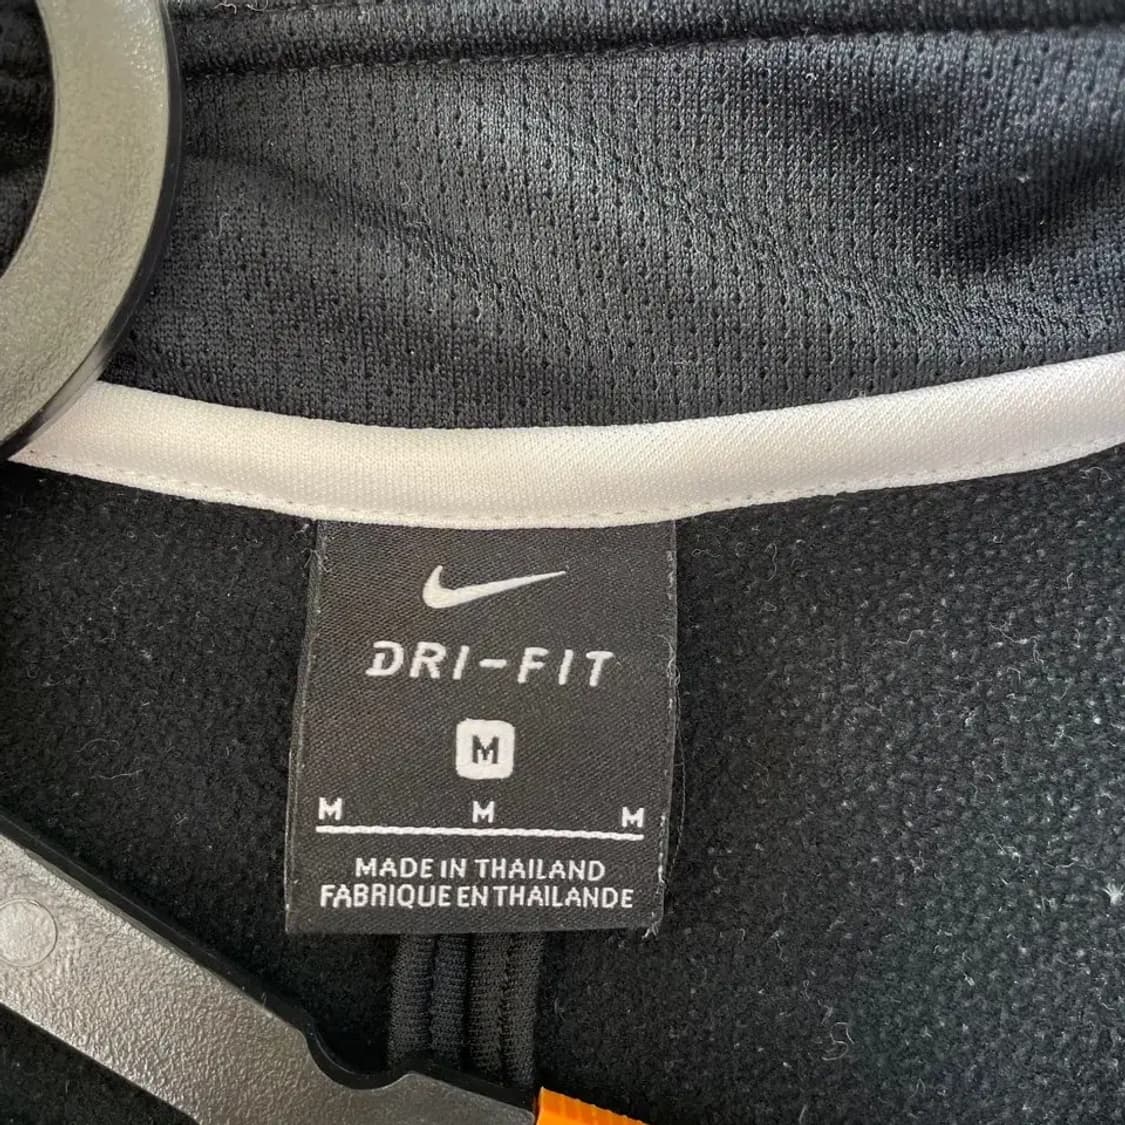 DRI-FIT
M
M M M
MADE IN THAILAND
FABRIQUE EN THAILANDE